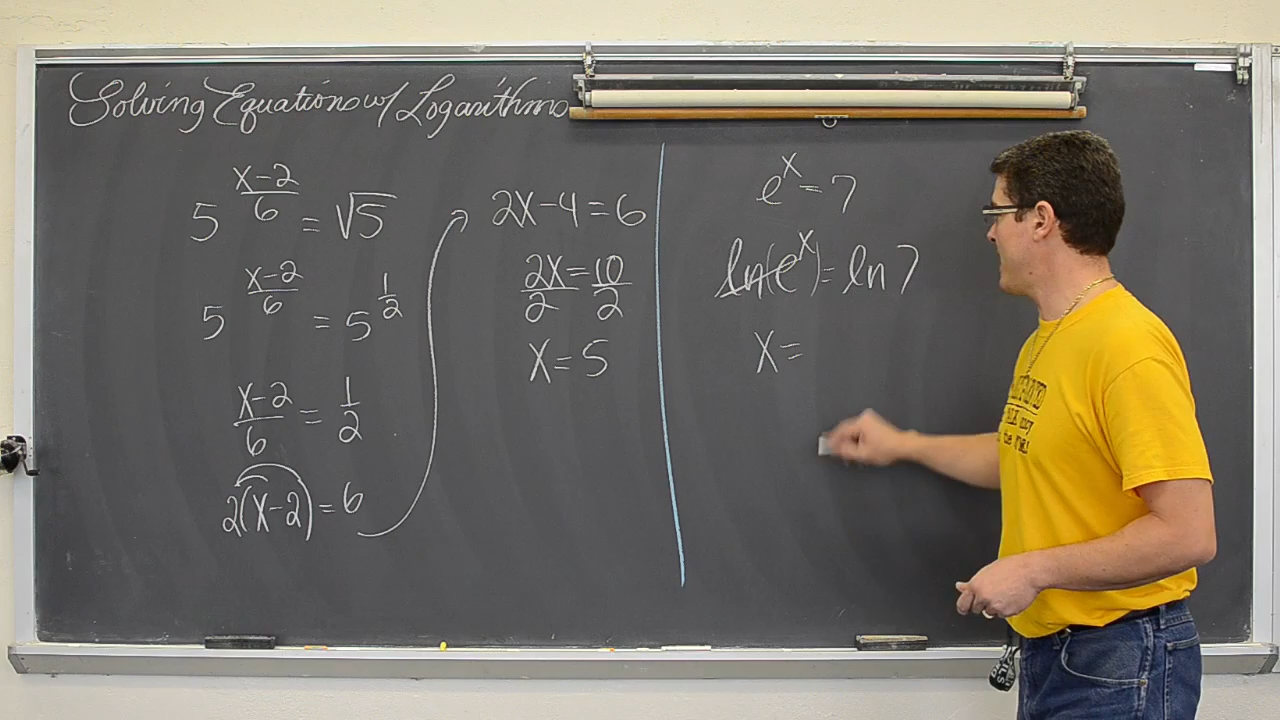 Solving Equations w/ Logarithms
5^((x-2)/6) = √5
5^((x-2)/6) = 5^(1/2)
(x-2)/6 = 1/2
2(x-2) = 6
2x-4 = 6
2x/2 = 10/2
x = 5
e^x = 7
ln(e^x) = ln 7
x =